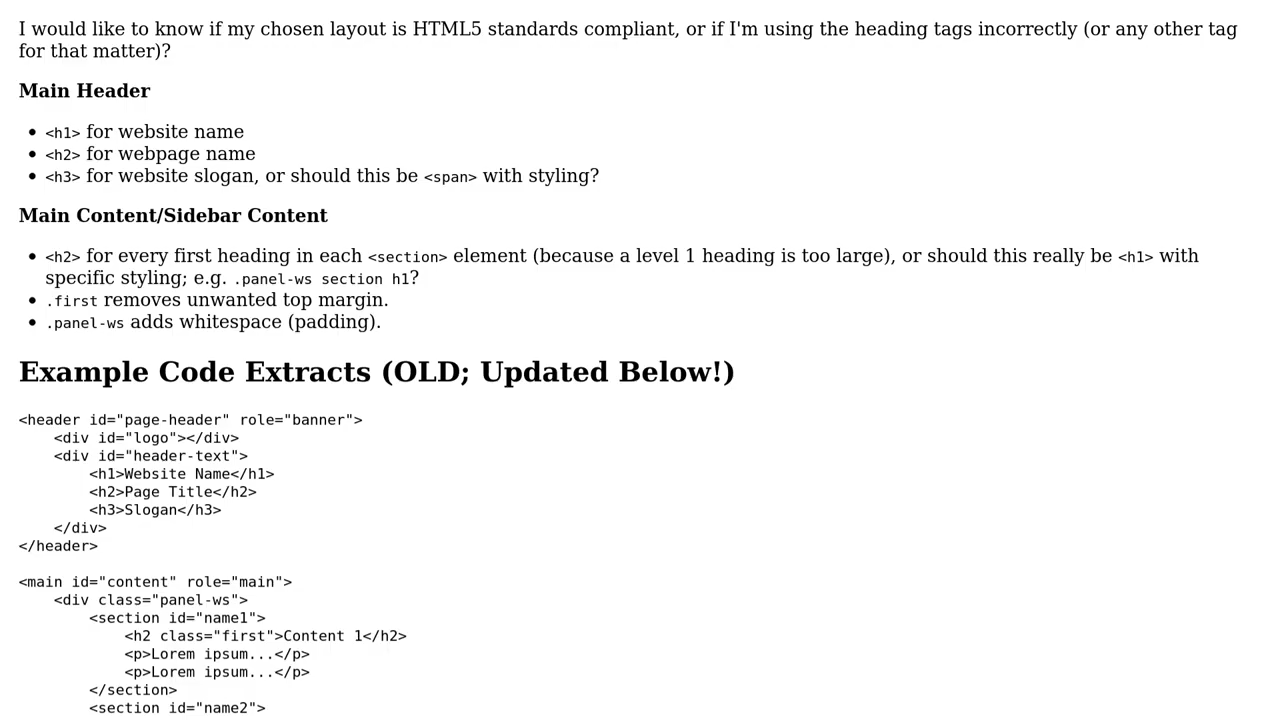 I would like to know if my chosen layout is HTML5 standards compliant, or if I'm using the heading tags incorrectly (or any other tag
for that matter)?
Main Header
• <h1> for website name
• <h2> for webpage name
• <h3> for website slogan, or should this be <span> with styling?
Main Content/Sidebar Content
• <h2> for every first heading in each <section> element (because a level 1 heading is too large), or should this really be <h1> with
specific styling; e.g. .panel-ws section h1?
• .first removes unwanted top margin.
• .panel-ws adds whitespace (padding).
Example Code Extracts (OLD; Updated Below!)
<header id="page-header" role="banner">
    <div id="logo"></div>
    <div id="header-text">
        <h1>Website Name</h1>
        <h2>Page Title</h2>
        <h3>Slogan</h3>
    </div>
</header>

<main id="content" role="main">
    <div class="panel-ws">
        <section id="name1">
            <h2 class="first">Content 1</h2>
            <p>Lorem ipsum...</p>
            <p>Lorem ipsum...</p>
        </section>
        <section id="name2">